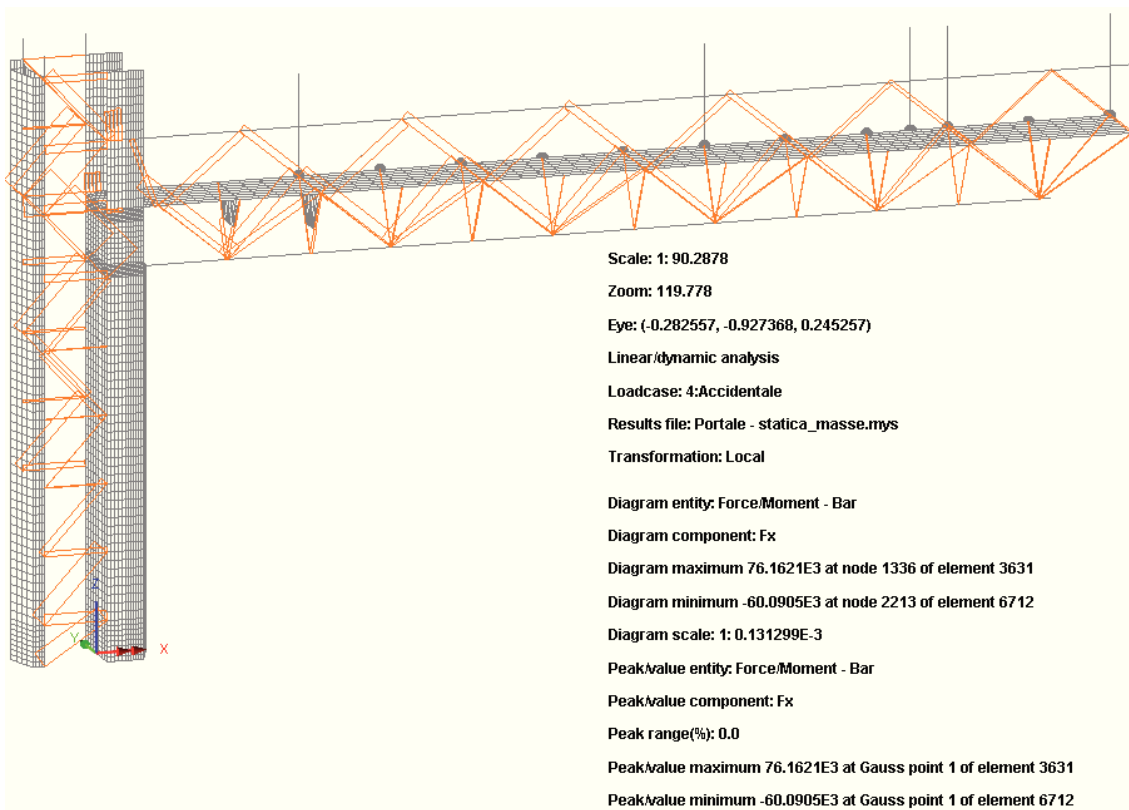 Scale: 1: 90.2878
Zoom: 119.778
Eye: (-0.282557, -0.927368, 0.245257)
Linear/dynamic analysis
Loadcase: 4:Accidentale
Results file: Portale - statica_masse.mys
Transformation: Local
Diagram entity: Force/Moment - Bar
Diagram component: Fx
Diagram maximum 76.1621E3 at node 1336 of element 3631
Diagram minimum -60.0905E3 at node 2213 of element 6712
Diagram scale: 1: 0.131299E-3
Z
Y
X
Peak/value entity: Force/Moment - Bar
Peak/value component: Fx
Peak range(%): 0.0
Peak/value maximum 76.1621E3 at Gauss point 1 of element 3631
Peak/value minimum -60.0905E3 at Gauss point 1 of element 6712